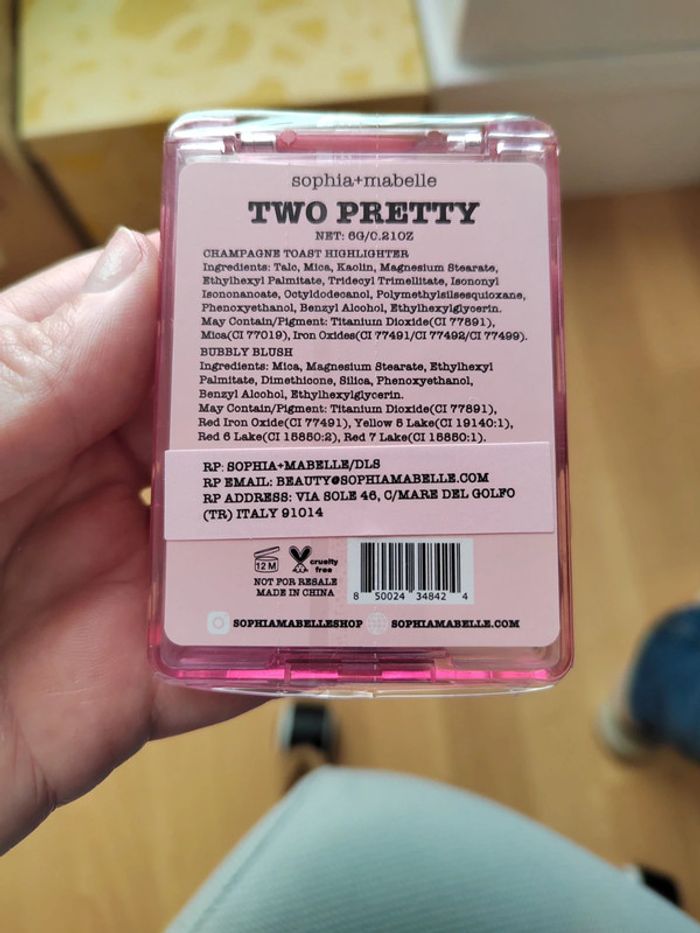 sophia+mabelle
TWO PRETTY
NET: 6G/0.21OZ
CHAMPAGNE TOAST HIGHLIGHTER
Ingredients: Talc, Mica, Kaolin, Magnesium Stearate,
Ethylhexyl Palmitate, Tridecyl Trimellitate, Isononyl
Isononanoate, Octyldodecanol, Polymethylsilsesquioxane,
Phenoxyethanol, Benzyl Alcohol, Ethylhexylglycerin.
May Contain/Pigment: Titanium Dioxide(CI 77891),
Mica(CI 77019), Iron Oxides(CI 77491/CI 77492/CI 77499).
BUBBLY BLUSH
Ingredients: Mica, Magnesium Stearate, Ethylhexyl
Palmitate, Dimethicone, Silica, Phenoxyethanol,
Benzyl Alcohol, Ethylhexylglycerin.
May Contain/Pigment: Titanium Dioxide(CI 77891),
Red Iron Oxide(CI 77491), Yellow 5 Lake(CI 19140:1),
Red 6 Lake(CI 15850:2), Red 7 Lake(CI 15850:1).
RP: SOPHIA+MABELLE/DLS
RP EMAIL: BEAUTY@SOPHIAMABELLE.COM
RP ADDRESS: VIA SOLE 46, C/MARE DEL GOLFO
(TR) ITALY 91014
12 M
cruelty
free
NOT FOR RESALE
MADE IN CHINA
8 50024 34842 4
SOPHIAMABELLESHOP SOPHIAMABELLE.COM